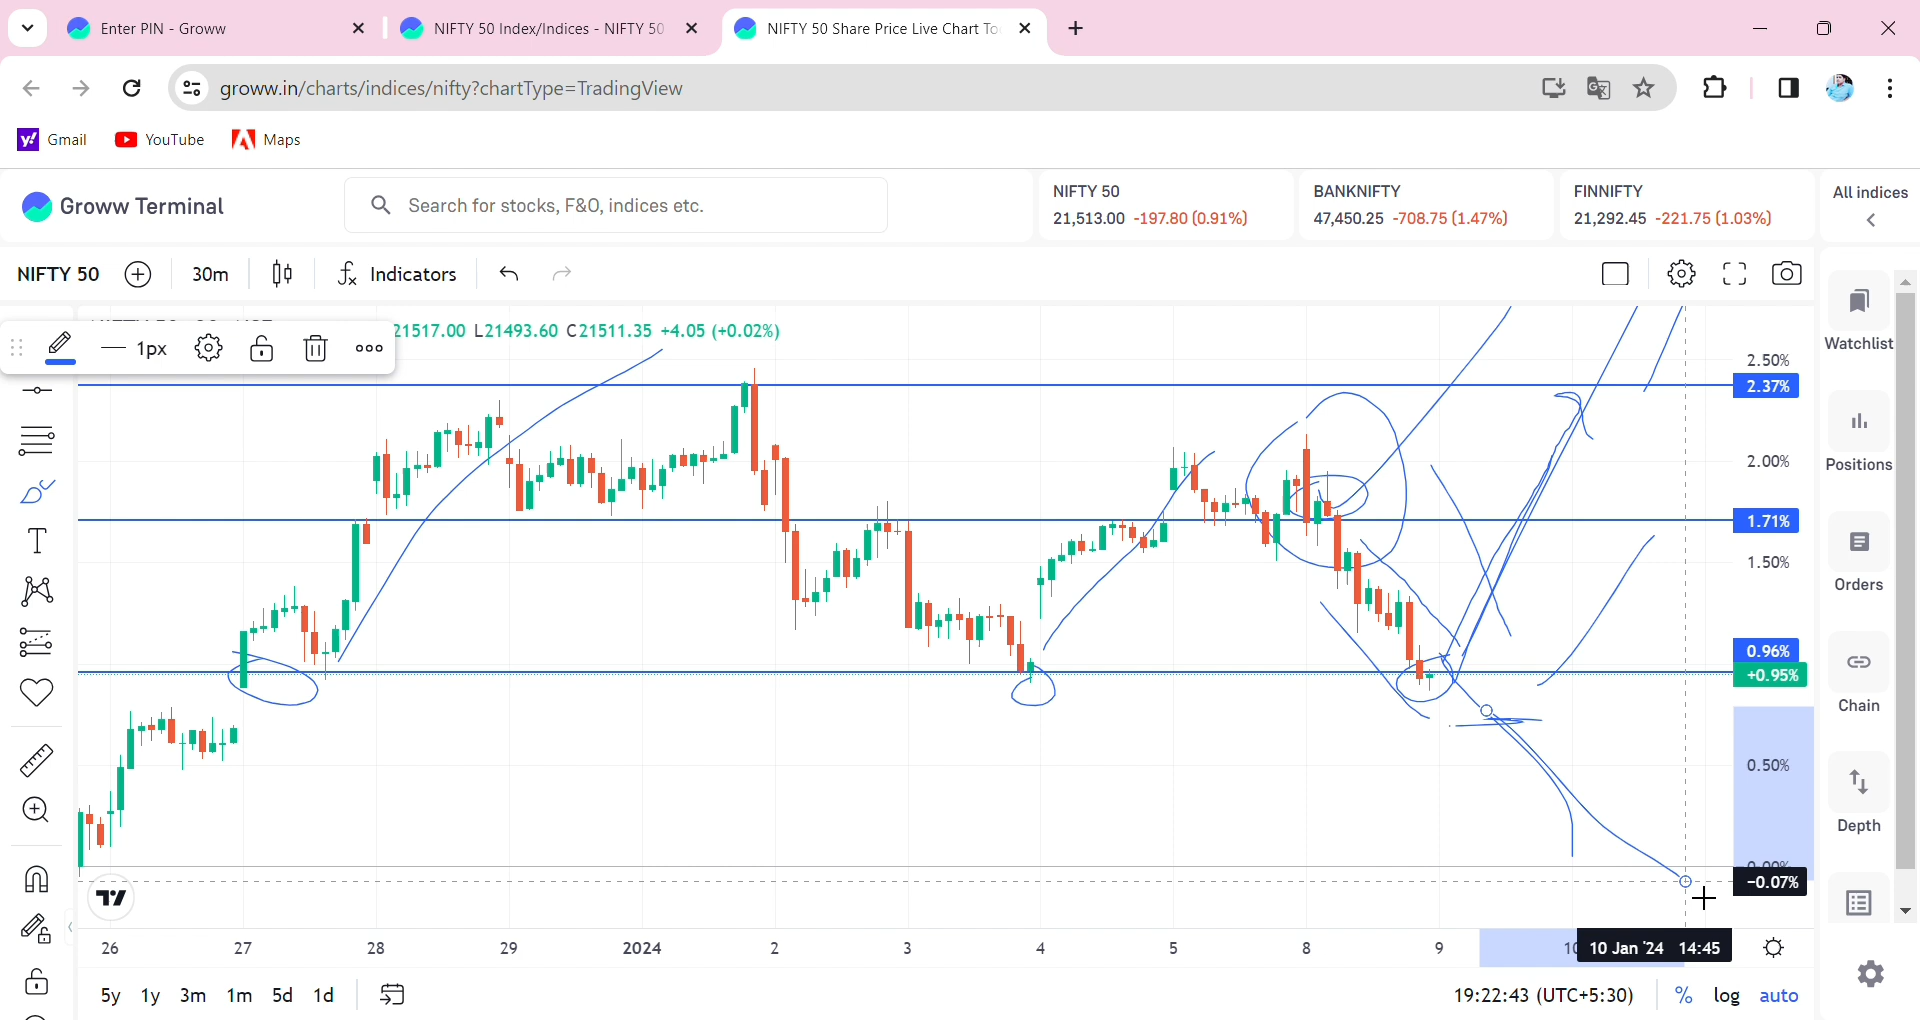 Enter PIN - Groww
NIFTY 50 Index/Indices - NIFTY 50
NIFTY 50 Share Price Live Chart To
groww.in/charts/indices/nifty?chartType=TradingView
Gmail
YouTube
Maps
Groww Terminal
Search for stocks, F&O, indices etc.
NIFTY 50
21,513.00 -197.80 (0.91%)
BANKNIFTY
47,450.25 -708.75 (1.47%)
FINNIFTY
21,292.45 -221.75 (1.03%)
All indices
NIFTY 50
30m
Indicators
21517.00 L21493.60 C21511.35 +4.05 (+0.02%)
1px
2.50%
2.37%
2.00%
1.71%
1.50%
0.96%
+0.95%
0.50%
0.00%
-0.07%
Watchlist
Positions
Orders
Chain
Depth
26 27 28 29 2024 2 3 4 5 8 9 10
10 Jan '24 14:45
5y 1y 3m 1m 5d 1d
19:22:43 (UTC+5:30)
% log auto